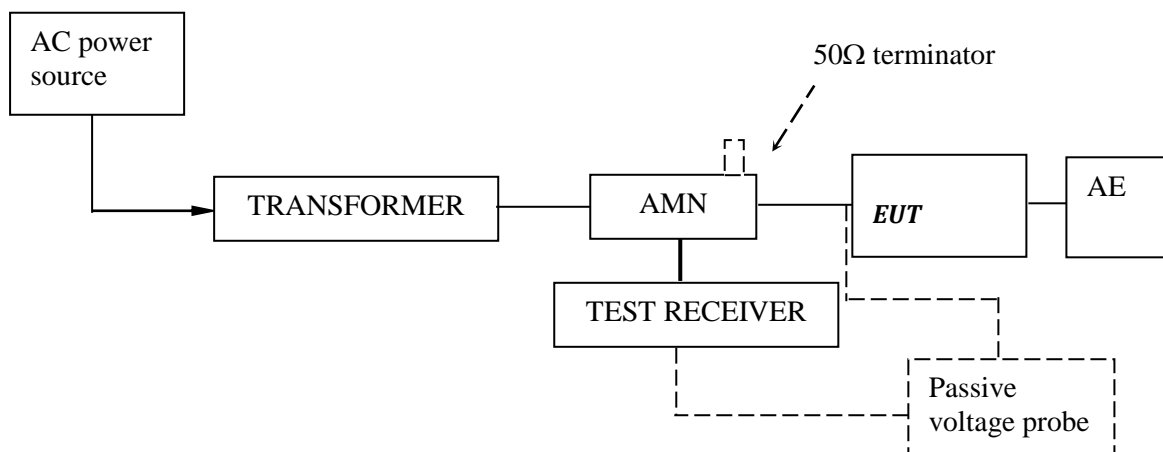 AC power
source
50Ω terminator
TRANSFORMER
AMN
EUT
AE
TEST RECEIVER
Passive
voltage probe